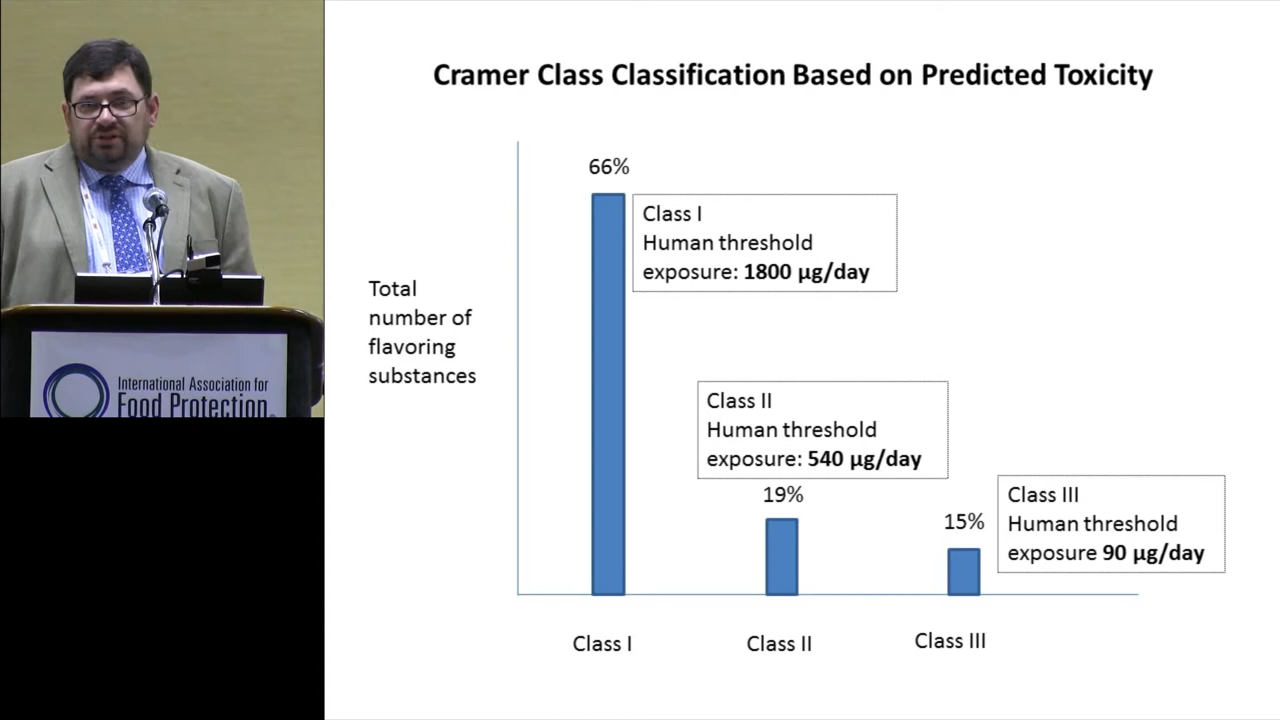 Cramer Class Classification Based on Predicted Toxicity
66%
Class I
Human threshold
exposure: 1800 µg/day
Total
number of
flavoring
substances
Class II
Human threshold
exposure: 540 µg/day
19%
Class III
Human threshold
exposure 90 µg/day
15%
Class I
Class II
Class III
International Association for
Food Protection